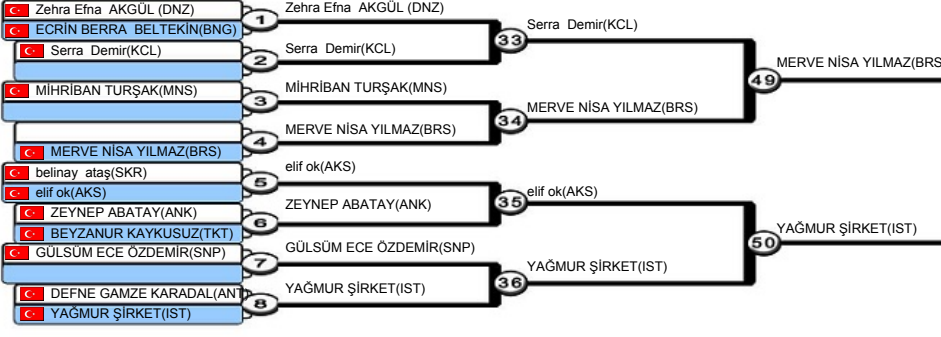 Zehra Efna AKGÜL (DNZ)
ECRİN BERRA BELTEKİN(BNG)
1
Zehra Efna AKGÜL (DNZ)
Serra Demir(KCL)
2
Serra Demir(KCL)
33
Serra Demir(KCL)
MİHRİBAN TURŞAK(MNS)
3
MİHRİBAN TURŞAK(MNS)
MERVE NİSA YILMAZ(BRS)
4
MERVE NİSA YILMAZ(BRS)
34
MERVE NİSA YILMAZ(BRS)
49
MERVE NİSA YILMAZ(BRS
belinay ataş(SKR)
elif ok(AKS)
5
elif ok(AKS)
ZEYNEP ABATAY(ANK)
BEYZANUR KAYKUSUZ(TKT)
6
ZEYNEP ABATAY(ANK)
35
elif ok(AKS)
GÜLSÜM ECE ÖZDEMİR(SNP)
7
GÜLSÜM ECE ÖZDEMİR(SNP)
DEFNE GAMZE KARADAL(ANT)
YAĞMUR ŞİRKET(IST)
8
YAĞMUR ŞİRKET(IST)
36
YAĞMUR ŞİRKET(IST)
50
YAĞMUR ŞİRKET(IST)